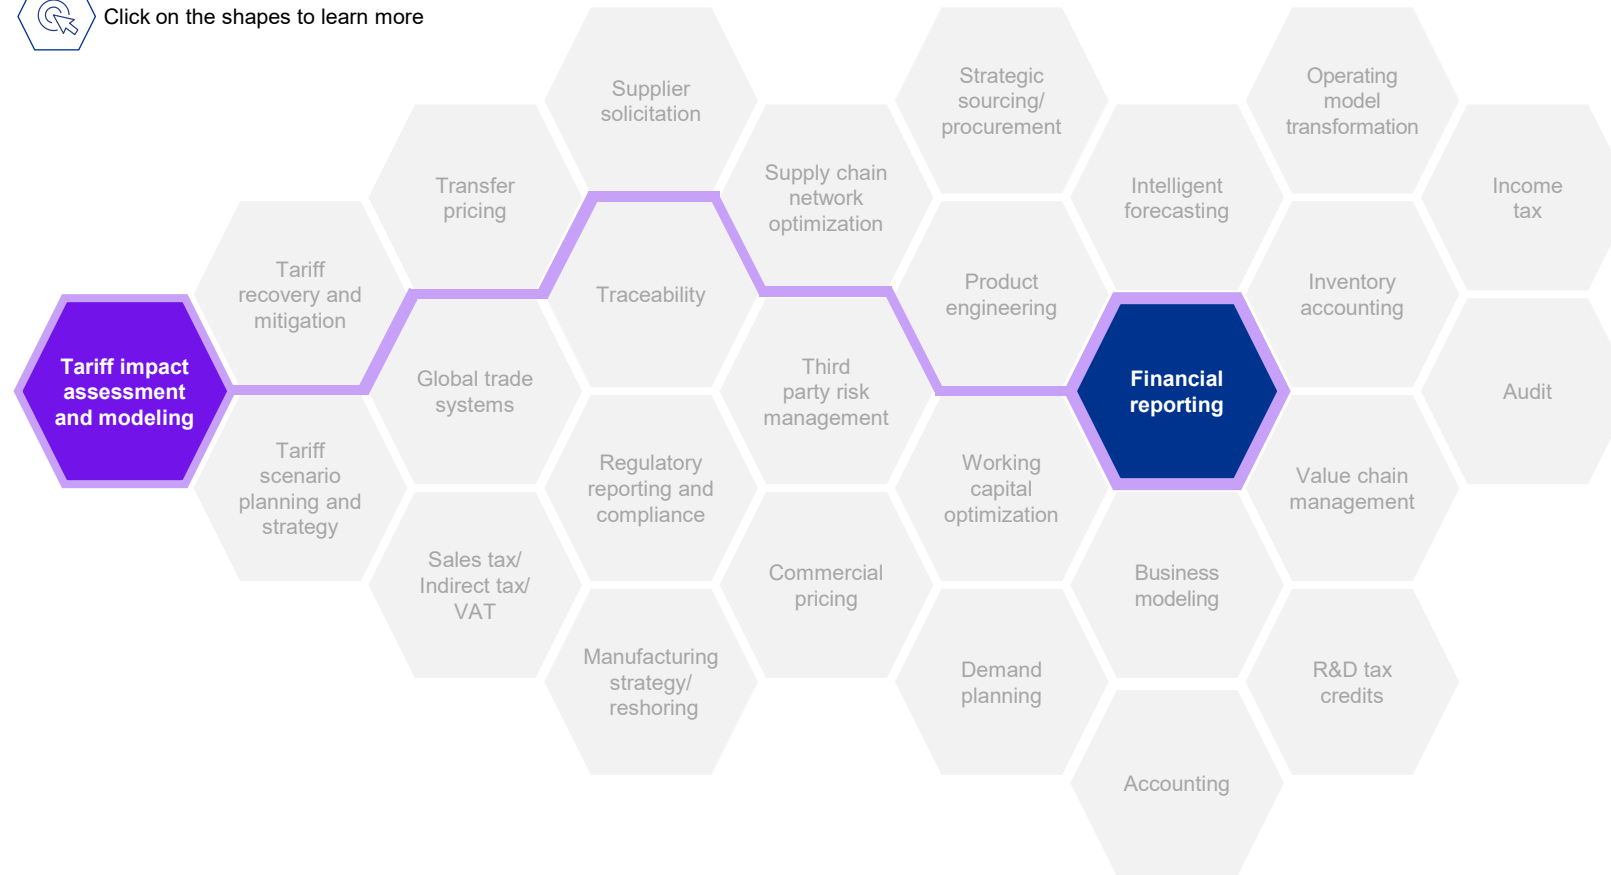 Click on the shapes to learn more
Tariff impact
assessment
and modeling
Tariff
recovery and
mitigation
Tariff
scenario
planning and
strategy
Transfer
pricing
Global trade
systems
Sales tax/
Indirect tax/
VAT
Supplier
solicitation
Traceability
Regulatory
reporting and
compliance
Manufacturing
strategy/
reshoring
Supply chain
network
optimization
Third
party risk
management
Commercial
pricing
Strategic
sourcing/
procurement
Product
engineering
Working
capital
optimization
Demand
planning
Intelligent
forecasting
Financial
reporting
Business
modeling
Accounting
Operating
model
transformation
Inventory
accounting
Value chain
management
R&D tax
credits
Income
tax
Audit